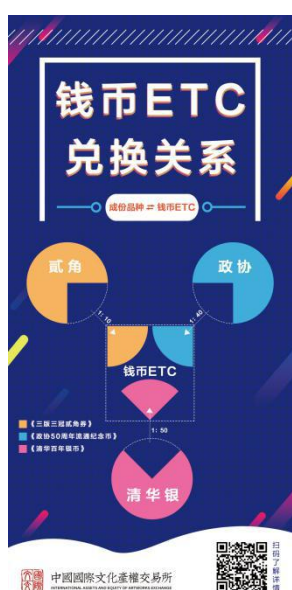 钱币ETC
兑换关系
成份品种 ⇌ 钱币ETC
贰角
政协
1: 10
1: 40
钱币ETC
1: 50
《三版三冠贰角券》
《政协50周年流通纪念币》
《清华百年银币》
清华银
中國國際文化產權交易所
INTERNATIONAL ASSETS AND EQUITY OF ARTWORKS EXCHANGE
扫码了解详情